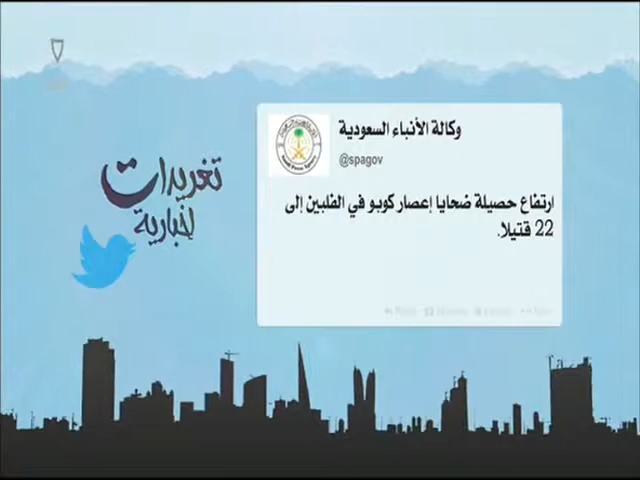 تغريدات
إخبارية
وكالة الأنباء السعودية
@spagov
ارتفاع حصيلة ضحايا إعصار كوبو في الفلبين إلى
22 قتيلا.